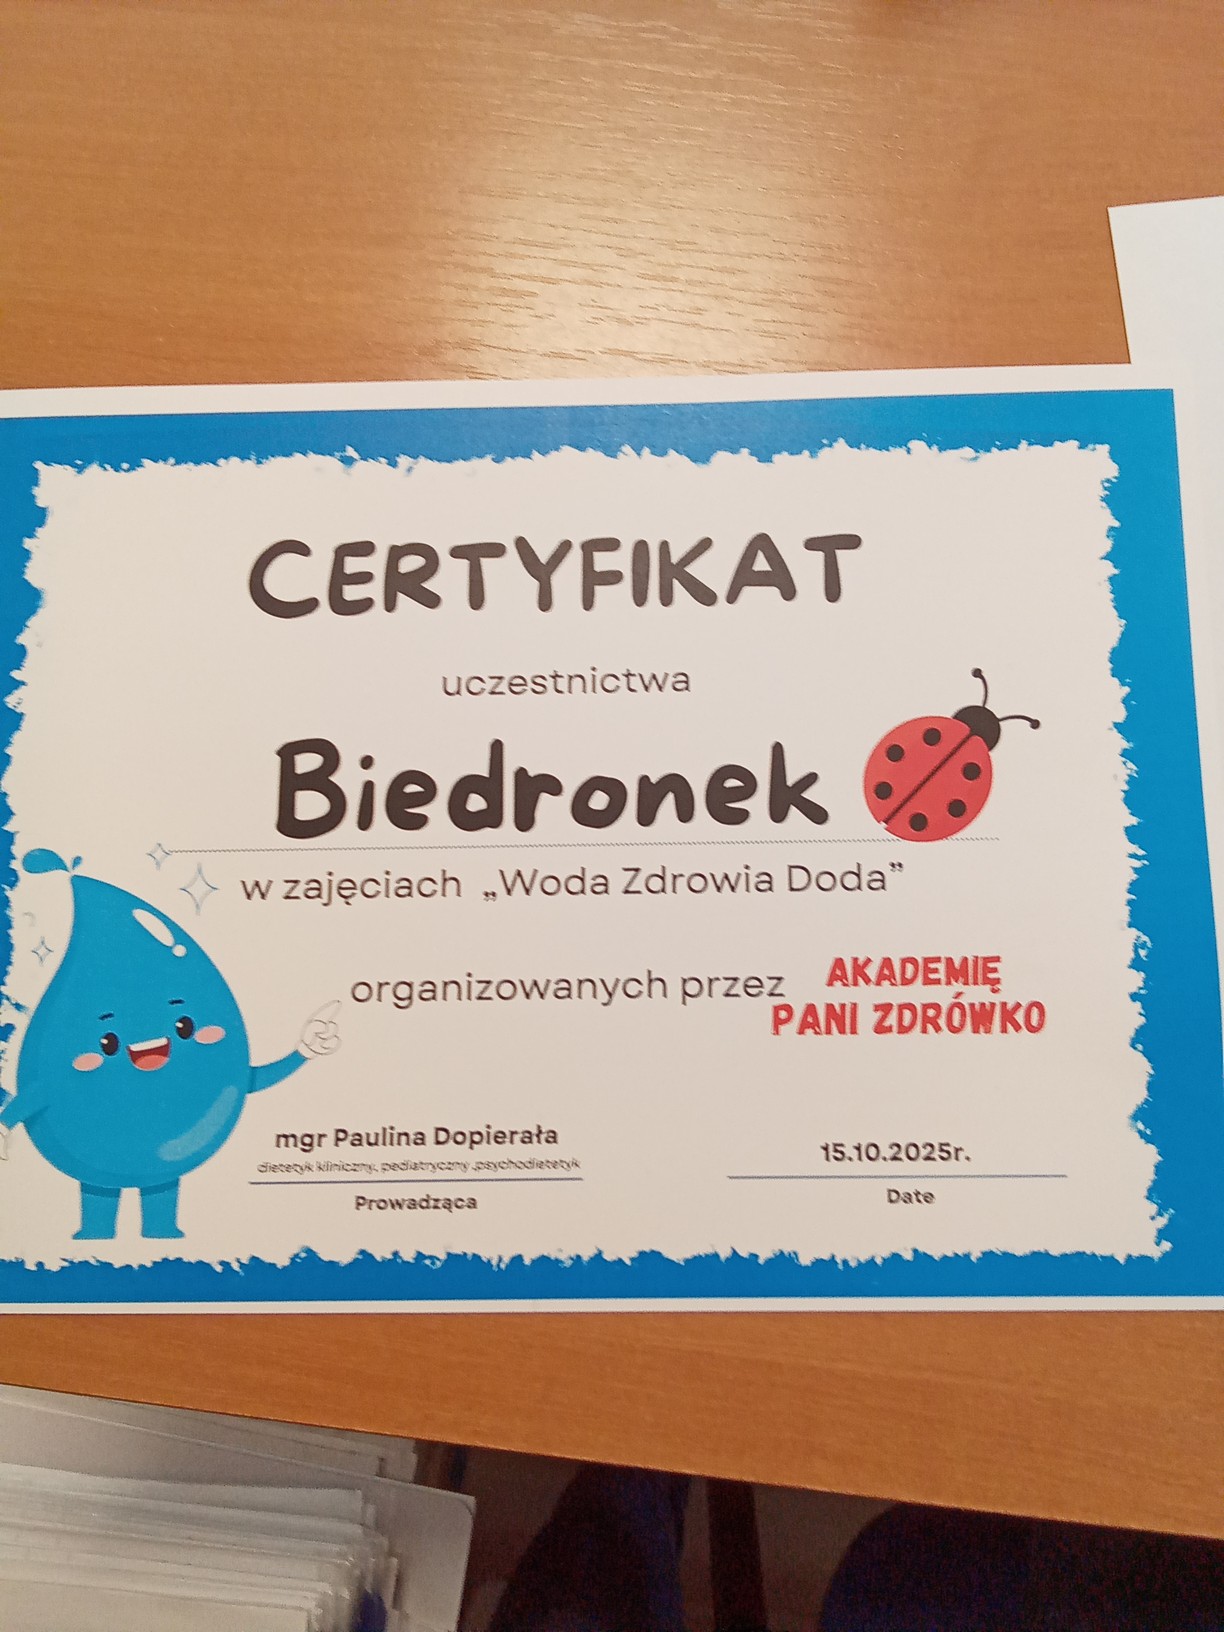 CERTYFIKAT
uczestnictwa
Biedronek
w zajęciach „Woda Zdrowia Doda”
organizowanych przez AKADEMIĘ
PANI ZDRÓWKO
mgr Paulina Dopierała
dietetyk kliniczny, pediatryczny ,psychodietetyk
Prowadząca
15.10.2025r.
Date